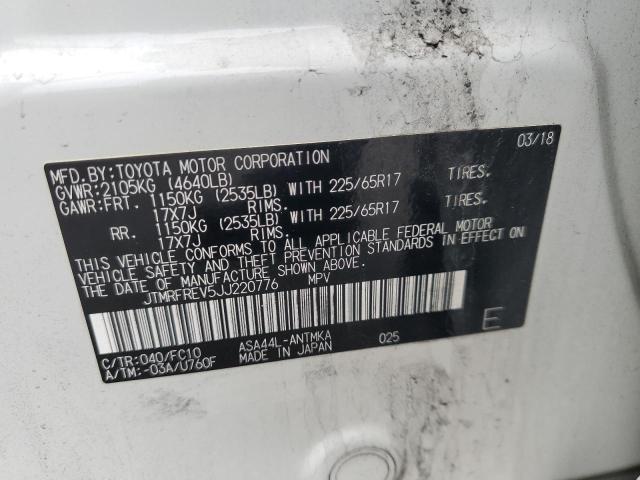 MFD.BY:TOYOTA MOTOR CORPORATION 03/18
GVWR:2105KG (4640LB)
GAWR:FRT. 1150KG (2535LB) WITH 225/65R17 TIRES.
17X7J RIMS.
RR. 1150KG (2535LB) WITH 225/65R17 TIRES.
17X7J RIMS.
THIS VEHICLE CONFORMS TO ALL APPLICABLE FEDERAL MOTOR
VEHICLE SAFETY AND THEFT PREVENTION STANDARDS IN EFFECT ON
THE DATE OF MANUFACTURE SHOWN ABOVE.
JTMRFREV5JJ220776 MPV
C/TR:040/FC10 ASA44L-ANTMKA 025 E
A/TM:-03A/U760F MADE IN JAPAN